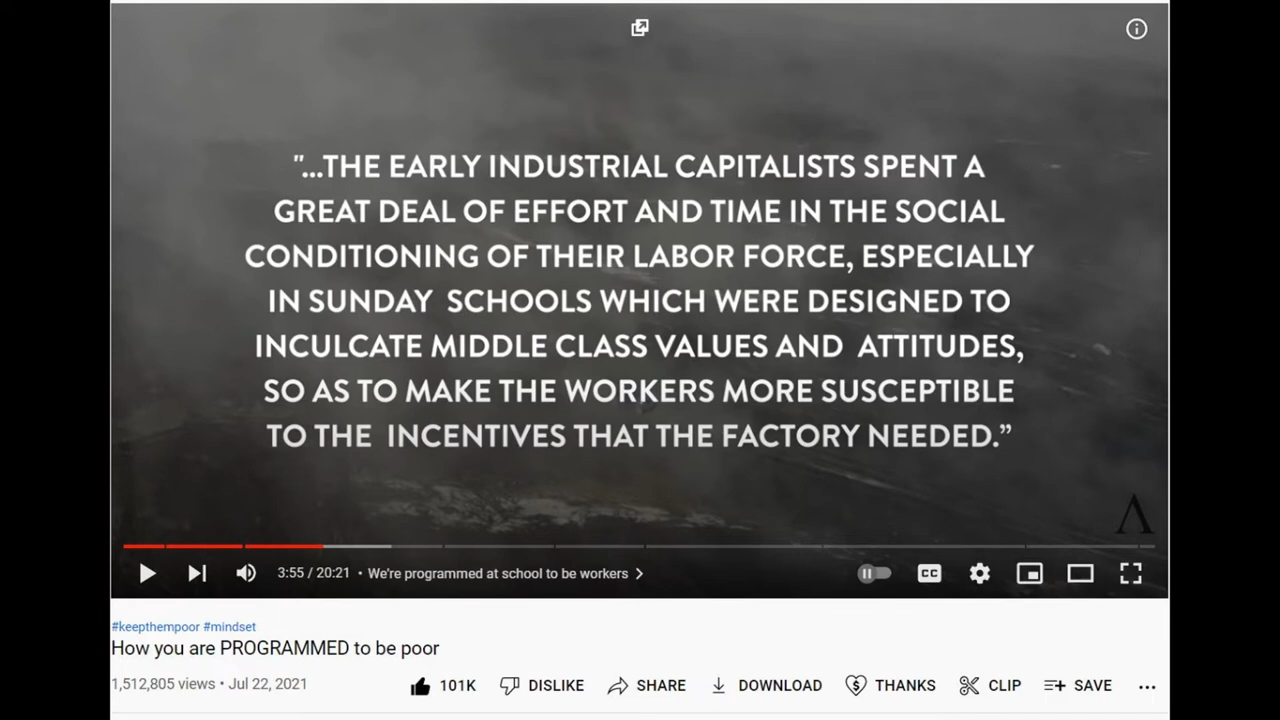 "...THE EARLY INDUSTRIAL CAPITALISTS SPENT A
GREAT DEAL OF EFFORT AND TIME IN THE SOCIAL
CONDITIONING OF THEIR LABOR FORCE, ESPECIALLY
IN SUNDAY SCHOOLS WHICH WERE DESIGNED TO
INCULCATE MIDDLE CLASS VALUES AND ATTITUDES,
SO AS TO MAKE THE WORKERS MORE SUSCEPTIBLE
TO THE INCENTIVES THAT THE FACTORY NEEDED.”
3:55 / 20:21 • We're programmed at school to be workers
CC
#keepthempoor #mindset
How you are PROGRAMMED to be poor
1,512,805 views • Jul 22, 2021 101K DISLIKE SHARE DOWNLOAD THANKS CLIP SAVE ...